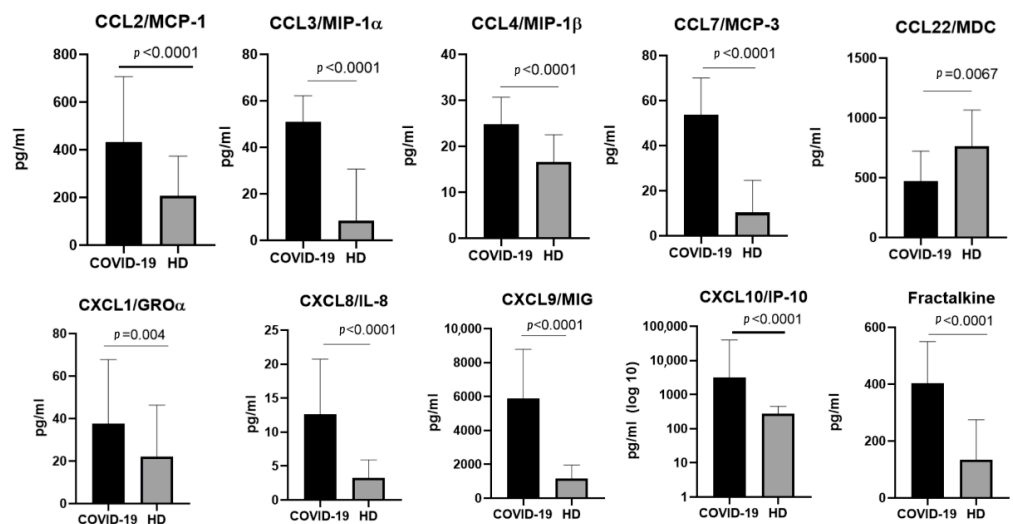 CCL2/MCP-1
p<0.0001
800
600
400
200
0
pg/ml
COVID-19 HD
CCL3/MIP-1α
p<0.0001
80
60
40
20
0
pg/ml
COVID-19 HD
CCL4/MIP-1β
p<0.0001
40
30
20
10
0
pg/ml
COVID-19 HD
CCL7/MCP-3
p<0.0001
80
60
40
20
0
pg/ml
COVID-19 HD
CCL22/MDC
p=0.0067
1500
1000
500
0
pg/ml
COVID-19 HD
CXCL1/GROα
p=0.004
80
60
40
20
0
pg/ml
COVID-19 HD
CXCL8/IL-8
p<0.0001
25
20
15
10
5
0
pg/ml
COVID-19 HD
CXCL9/MIG
p<0.0001
10,000
8000
6000
4000
2000
0
pg/ml
COVID-19 HD
CXCL10/IP-10
p<0.0001
100,000
10,000
1000
100
10
1
pg/ml (log 10)
COVID-19 HD
Fractalkine
p<0.0001
600
400
200
0
pg/ml
COVID-19 HD